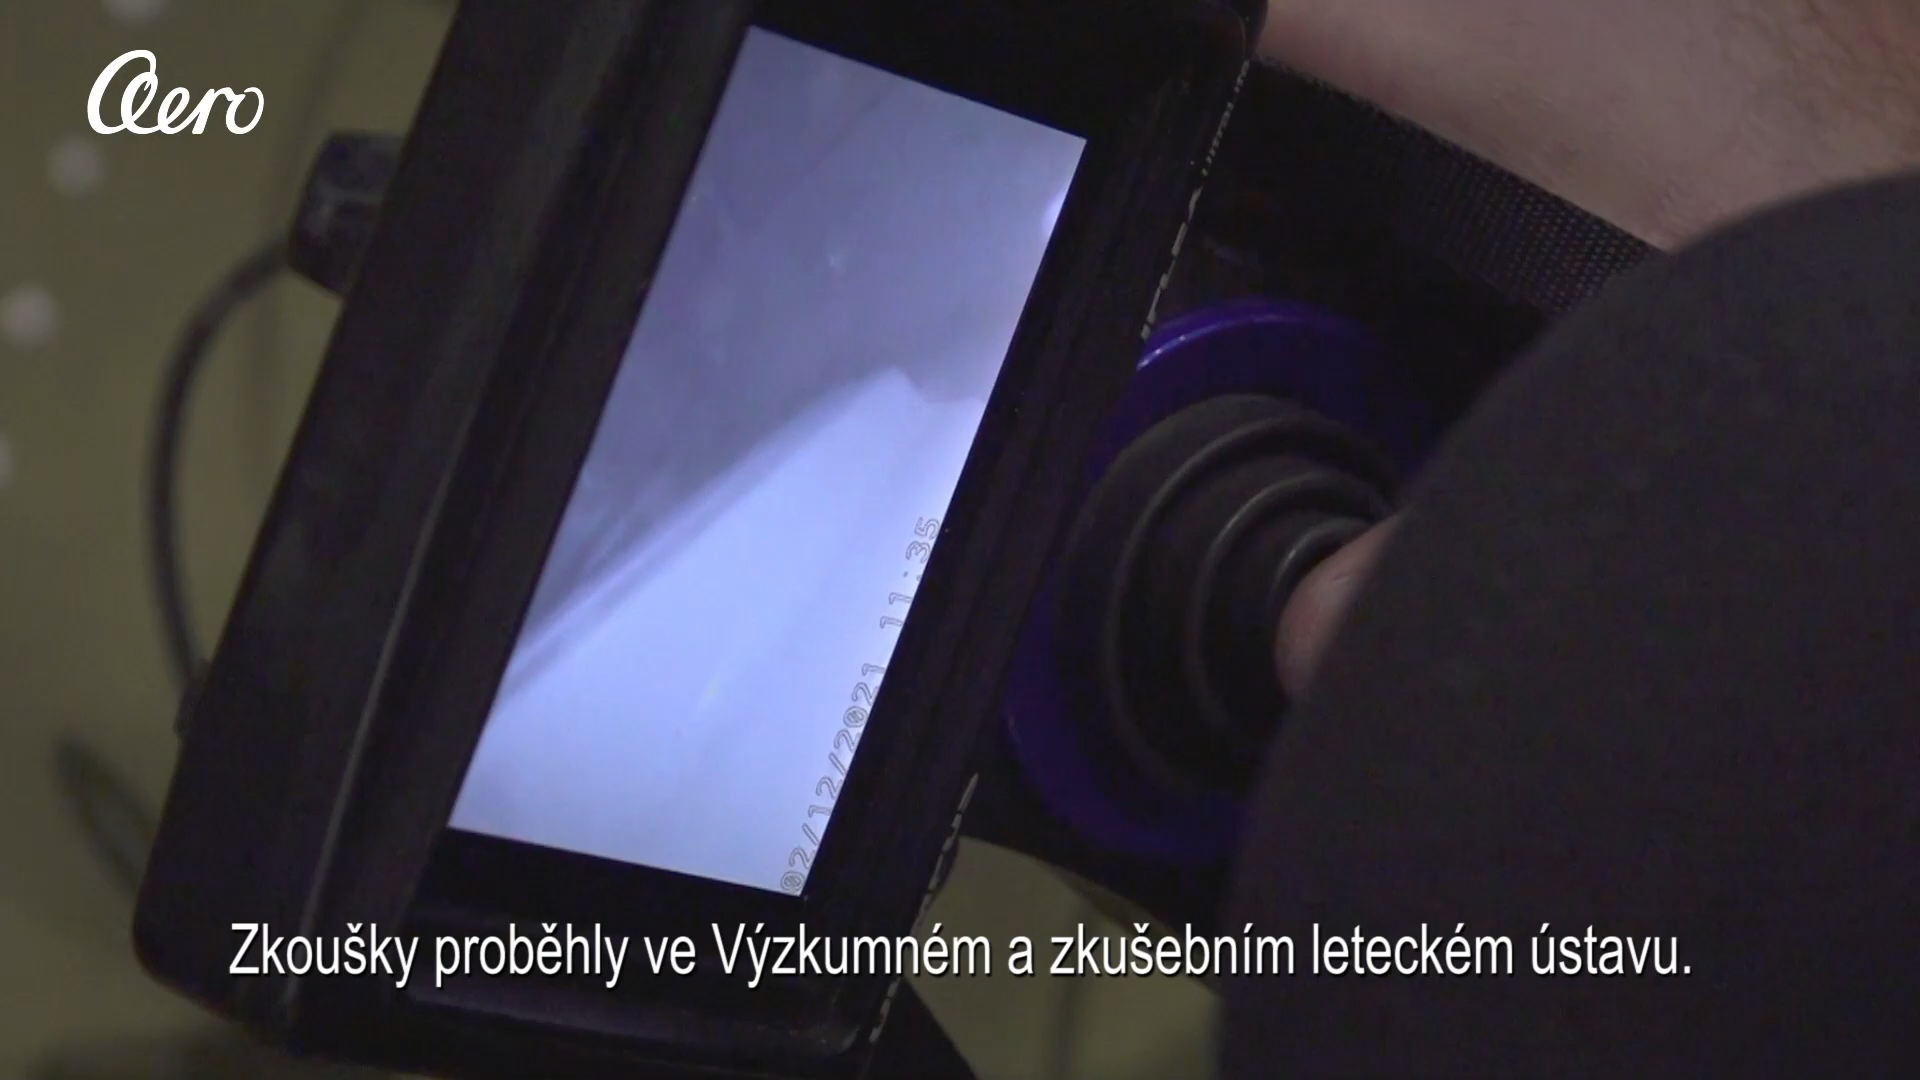 Aero
02/12/2021 11:35
Zkoušky proběhly ve Výzkumném a zkušebním leteckém ústavu.